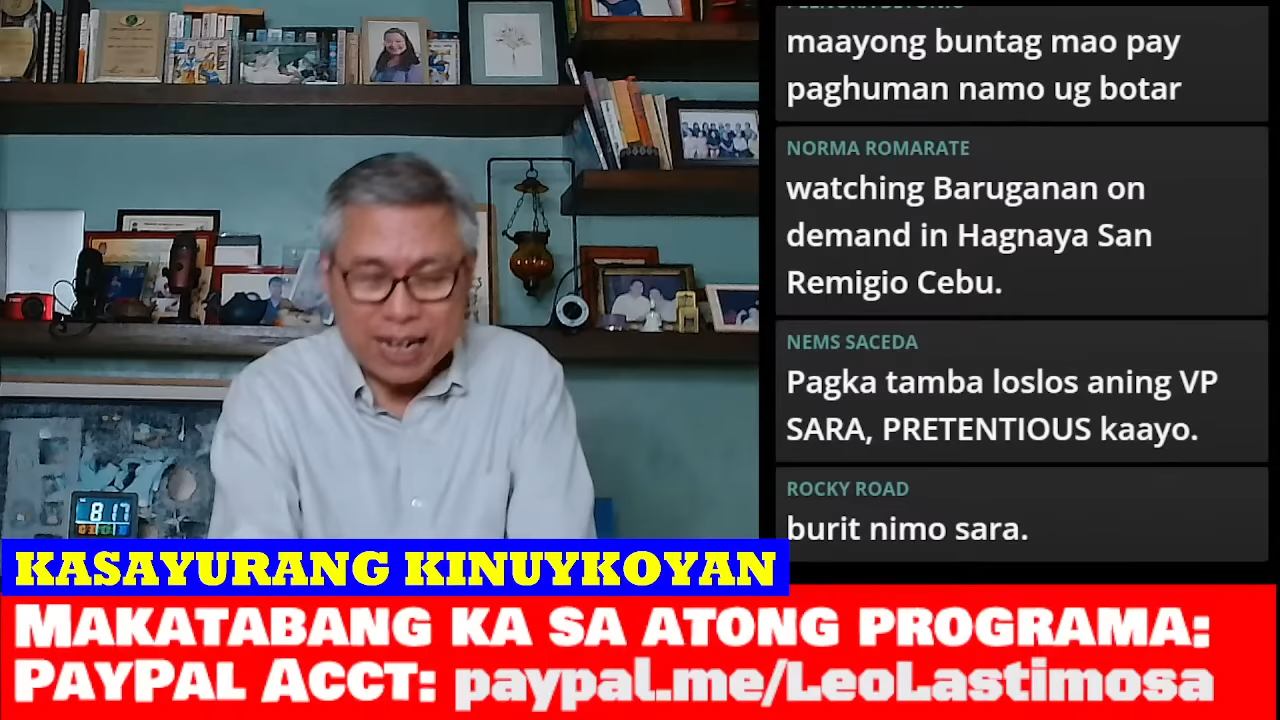 maayong buntag mao pay
paghuman namo ug botar
NORMA ROMARATE
watching Baruganan on
demand in Hagnaya San
Remigio Cebu.
NEMS SACEDA
Pagka tamba loslos aning VP
SARA, PRETENTIOUS kaayo.
ROCKY ROAD
burit nimo sara.
817
KASAYURANG KINUYKOYAN
MAKATABANG KA SA ATONG PROGRAMA:
PAYPAL ACCT: paypal.me/LeoLastimosa